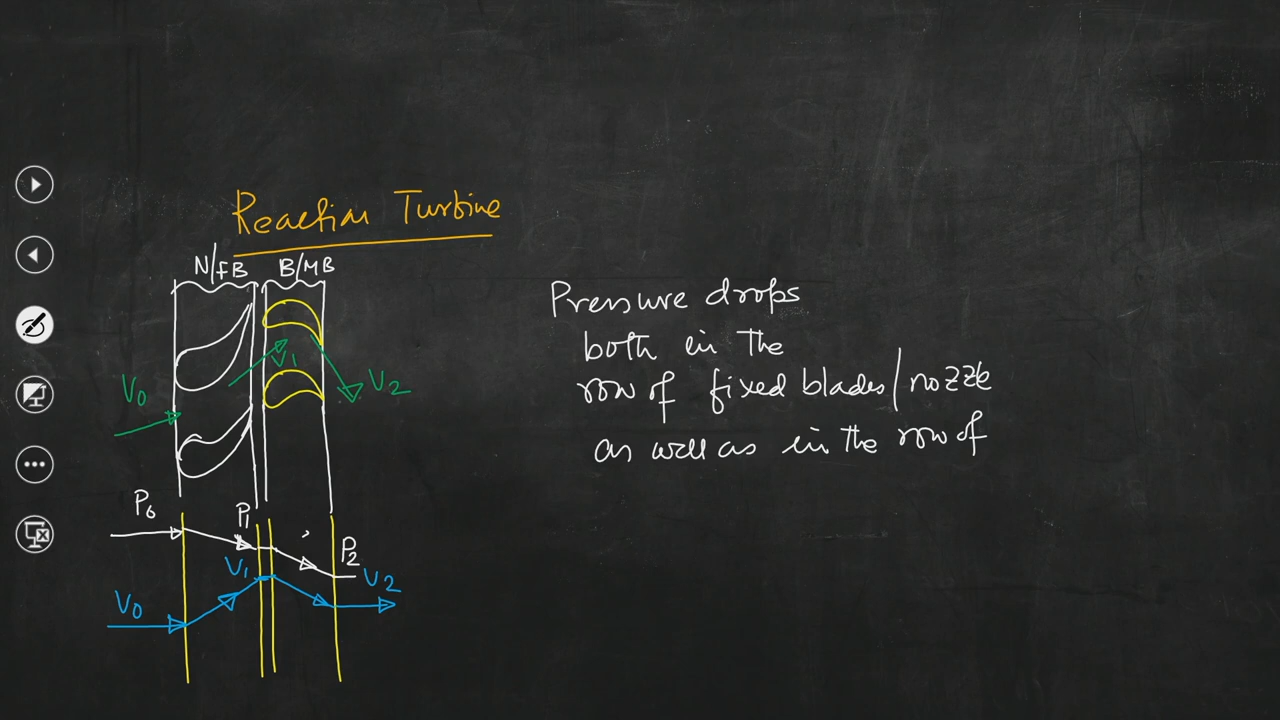 Reaction Turbine
N/FB B/MB
V1
V0
V2
P0
P1
P2
V1
V2
V0
Pressure drops
both in the
row of fixed blades/nozzle
as well as in the row of